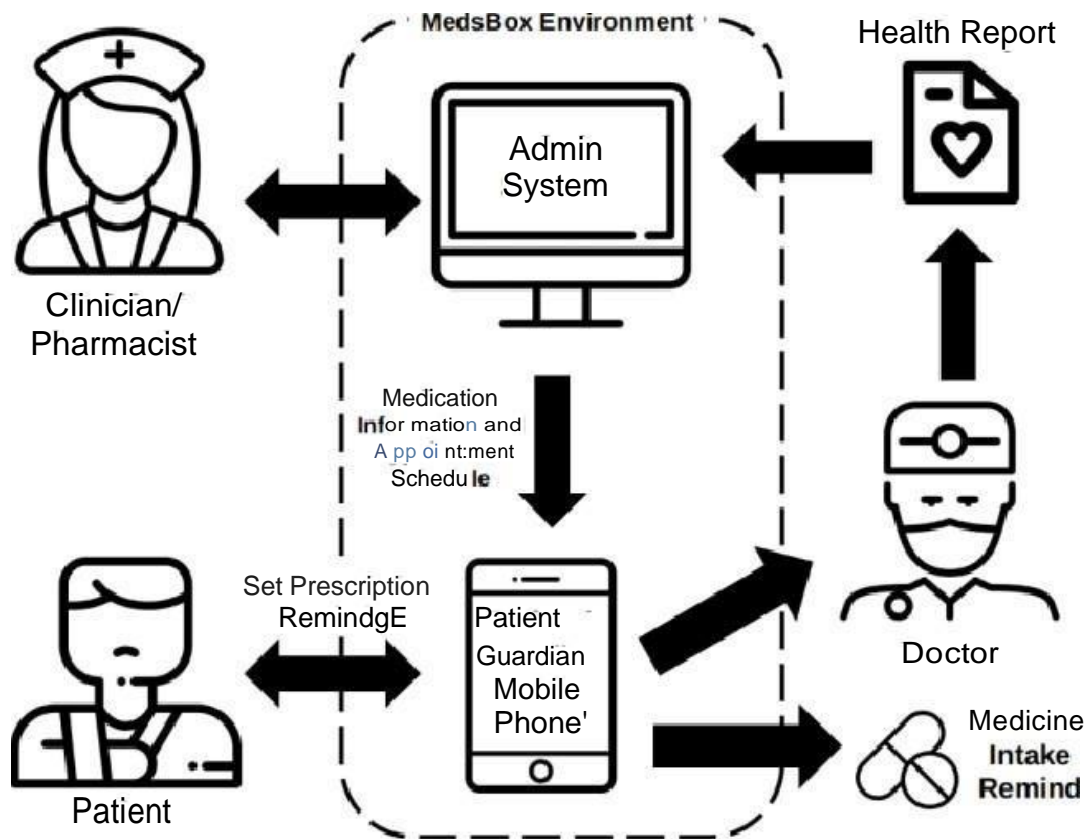 MedsBox Environment
Health Report
Admin
System
Clinician/
Pharmacist
Medication
Infor mation and
A pp oi nt:ment
Schedu le
Set Prescription
RemindgE
Patient
Guardian
Mobile
Phone'
Doctor
Medicine
Intake
Remind
Patient